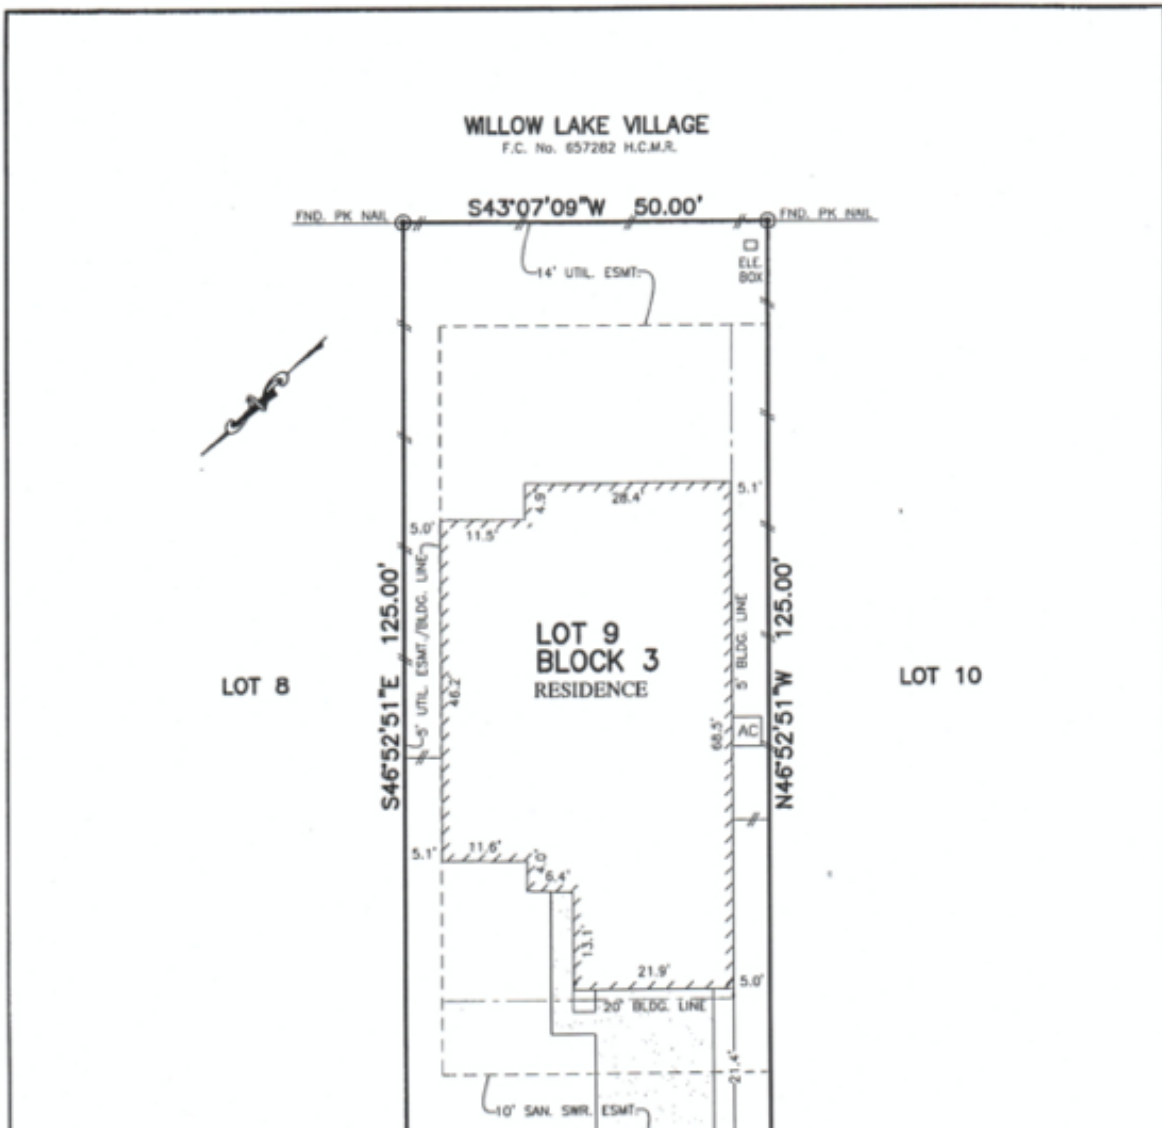 WILLOW LAKE VILLAGE
F.C. No. 657282 H.C.M.R.
S43°07'09"W 50.00'
FND. PK NAIL
FND. PK NAIL
ELE.
BOX
14' UTIL. ESMT.
28.4'
4.9'
5.1'
5.0'
11.5'
S46°52'51"E 125.00'
5' UTIL. ESMT./BLDG. LINE
46.2'
LOT 9
BLOCK 3
RESIDENCE
LOT 8
LOT 10
5' BLDG. LINE
N46°52'51"W 125.00'
68.5'
AC
5.1'
11.6'
4.0'
6.4'
13.1'
21.9'
5.0'
20' BLDG. LINE
21.4'
10' SAN. SWR. ESMT.